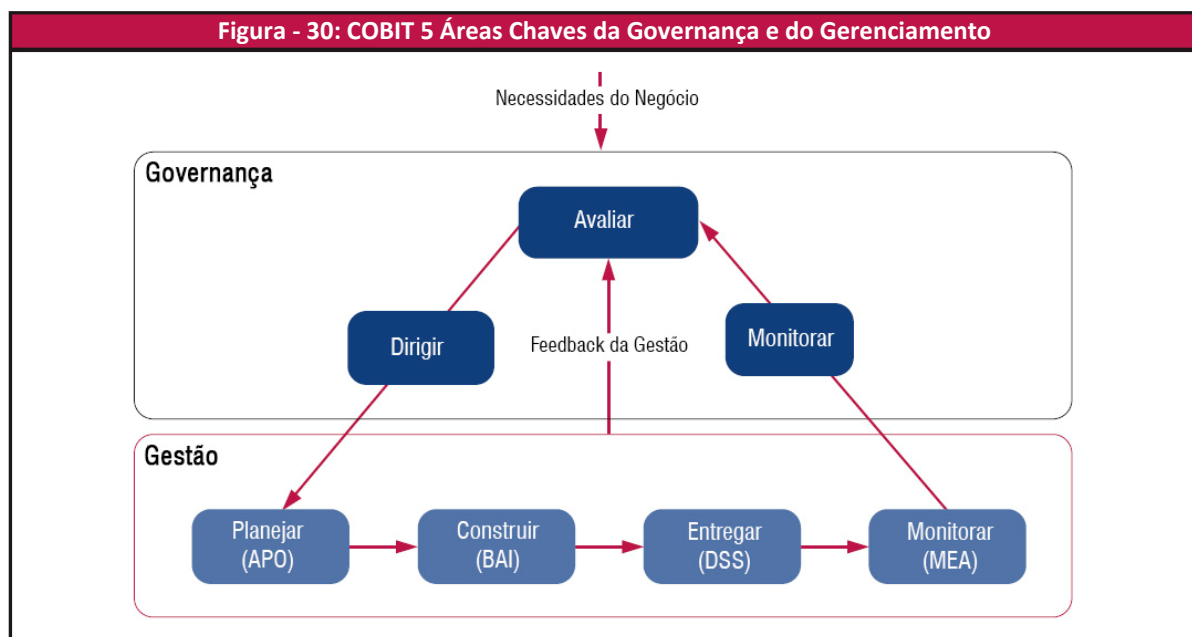 Figura - 30: COBIT 5 Áreas Chaves da Governança e do Gerenciamento
Necessidades do Negócio
Governança
Avaliar
Dirigir
Feedback da Gestão
Monitorar
Gestão
Planejar
(APO)
Construir
(BAI)
Entregar
(DSS)
Monitorar
(MEA)